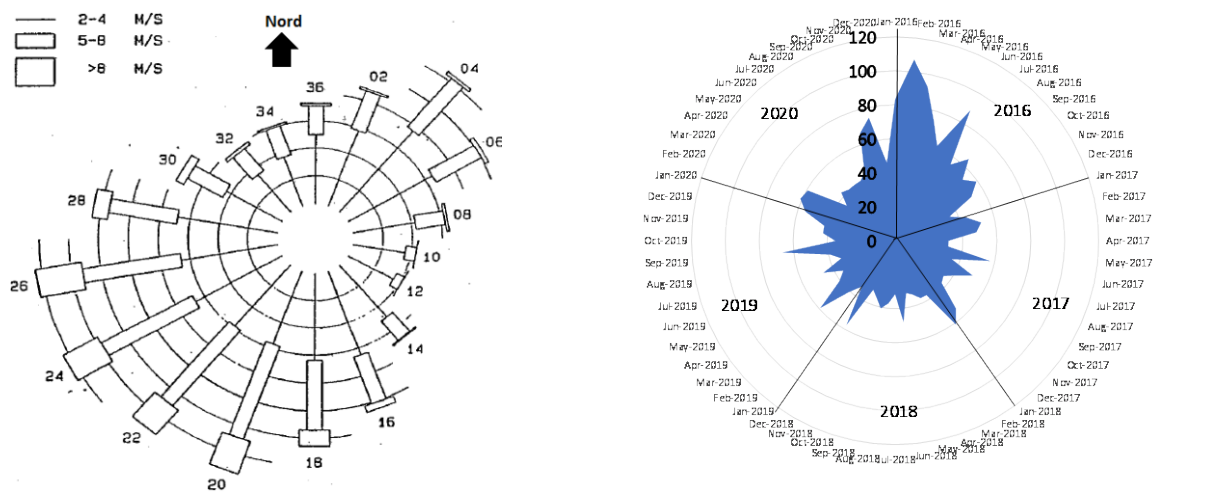 2-4 M/S
5-8 M/S
>8 M/S
Nord
36
02
04
06
08
10
12
14
16
18
20
22
24
26
28
30
32
34
Jan-2016
Feb-2016
Mar-2016
Apr-2016
May-2016
Jun-2016
Jul-2016
Aug-2016
Sep-2016
Oct-2016
Nov-2016
Dec-2016
Jan-2017
Feb-2017
Mar-2017
Apr-2017
May-2017
Jun-2017
Jul-2017
Aug-2017
Sep-2017
Oct-2017
Nov-2017
Dec-2017
Jan-2018
Feb-2018
Mar-2018
Apr-2018
May-2018
Jun-2018
Jul-2018
Aug-2018
Sep-2018
Oct-2018
Nov-2018
Dec-2018
Jan-2019
Feb-2019
Mar-2019
Apr-2019
May-2019
Jun-2019
Jul-2019
Aug-2019
Sep-2019
Oct-2019
Nov-2019
Dec-2019
Jan-2020
Feb-2020
Mar-2020
Apr-2020
May-2020
Jun-2020
Jul-2020
Aug-2020
Sep-2020
Oct-2020
Nov-2020
Dec-2020
120
100
80
60
40
20
0
2016
2017
2018
2019
2020